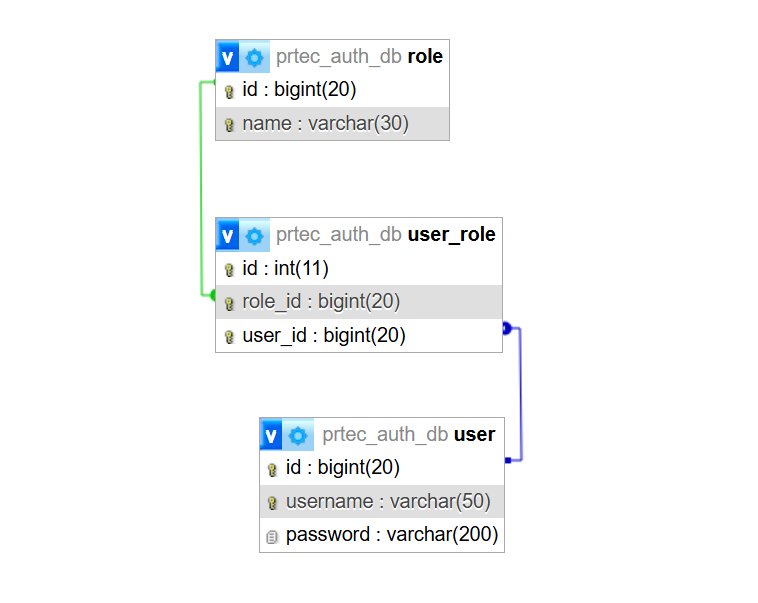 v prtec_auth_db role
id : bigint(20)
name : varchar(30)
v prtec_auth_db user_role
id : int(11)
role_id : bigint(20)
user_id : bigint(20)
v prtec_auth_db user
id : bigint(20)
username : varchar(50)
password : varchar(200)